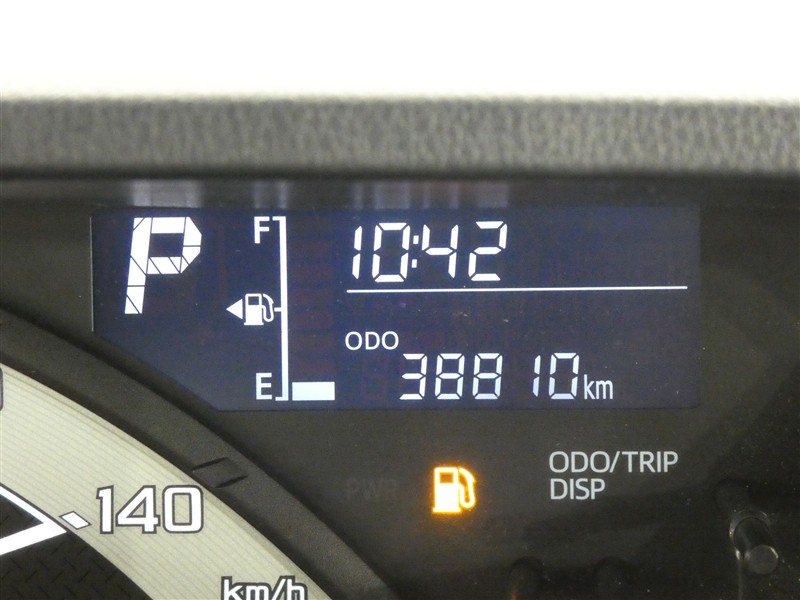 P
F
10:42
ODO
E
38810km
ODO/TRIP
DISP
PWR
140
km/h